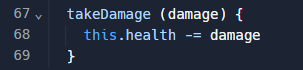 67 takeDamage (damage) {
68 this.health -= damage
69 }